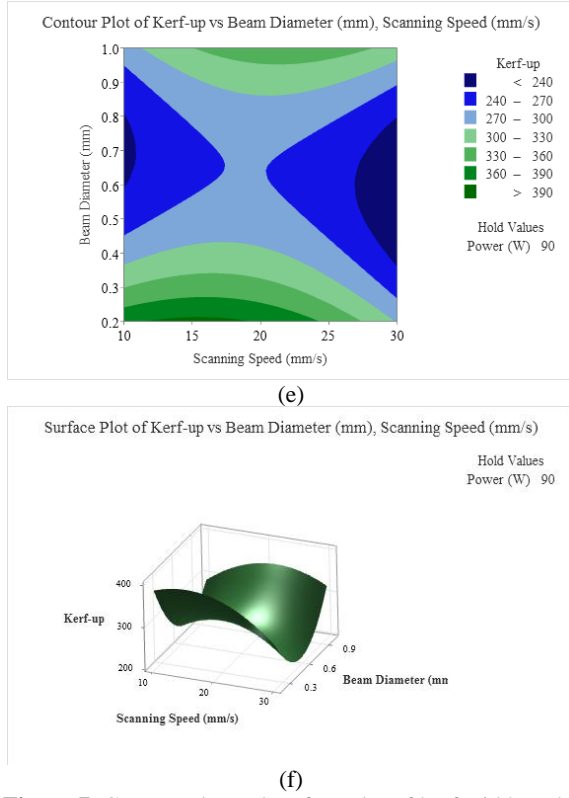 Contour Plot of Kerf-up vs Beam Diameter (mm), Scanning Speed (mm/s)
Beam Diameter (mm)
1.0
0.9
0.8
0.7
0.6
0.5
0.4
0.3
0.2
10 15 20 25 30
Scanning Speed (mm/s)
Kerf-up
< 240
240 – 270
270 – 300
300 – 330
330 – 360
360 – 390
> 390
Hold Values
Power (W) 90
(e)
Surface Plot of Kerf-up vs Beam Diameter (mm), Scanning Speed (mm/s)
Hold Values
Power (W) 90
400
300
200
Kerf-up
10 20 30
Scanning Speed (mm/s)
0.9
0.6
0.3
Beam Diameter (mn
(f)